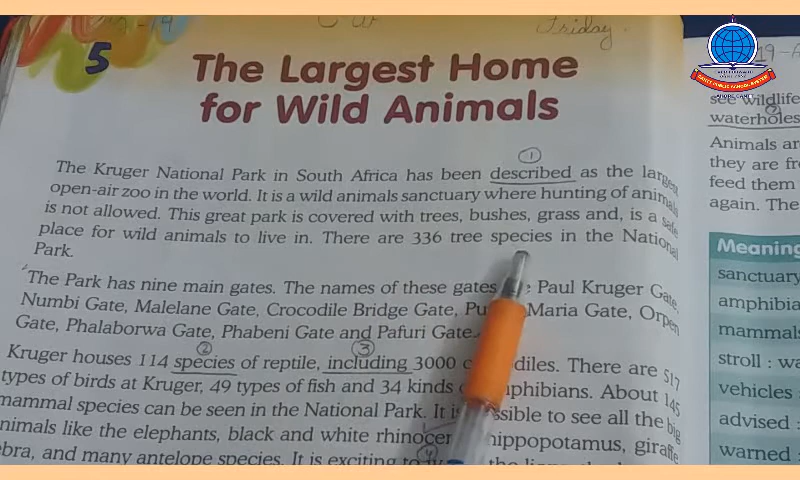 Friday
5
The Largest Home
for Wild Animals
The Kruger National Park in South Africa has been described as the largest
open-air zoo in the world. It is a wild animals sanctuary where hunting of animals
is not allowed. This great park is covered with trees, bushes, grass and, is a safe
place for wild animals to live in. There are 336 tree species in the National
Park.
The Park has nine main gates. The names of these gates Paul Kruger Gate,
Numbi Gate, Malelane Gate, Crocodile Bridge Gate, Maria Gate, Orpen
Gate, Phalaborwa Gate, Phabeni Gate and Pafuri Gate.
Kruger houses 114 species of reptile, including 3000 There are 517
types of birds at Kruger, 49 types of fish and 34 kinds About 145
mammal species can be seen in the National Park. It to see all the big
like the elephants, black and white hippopotamus, giraffe
and many antelope species. It is exciting
1
2
3
4
see wildlife
waterholes
Animals
they are
feed them
again. The
Meaning
sanctuary
mammals
stroll :
vehicles
advised :
warned :